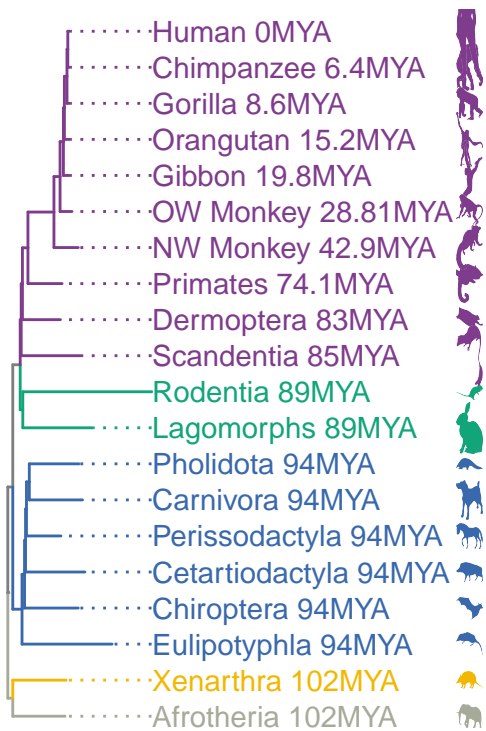 Human 0MYA
Chimpanzee 6.4MYA
Gorilla 8.6MYA
Orangutan 15.2MYA
Gibbon 19.8MYA
OW Monkey 28.81MYA
NW Monkey 42.9MYA
Primates 74.1MYA
Dermoptera 83MYA
Scandentia 85MYA
Rodentia 89MYA
Lagomorphs 89MYA
Pholidota 94MYA
Carnivora 94MYA
Perissodactyla 94MYA
Cetartiodactyla 94MYA
Chiroptera 94MYA
Eulipotyphla 94MYA
Xenarthra 102MYA
Afrotheria 102MYA